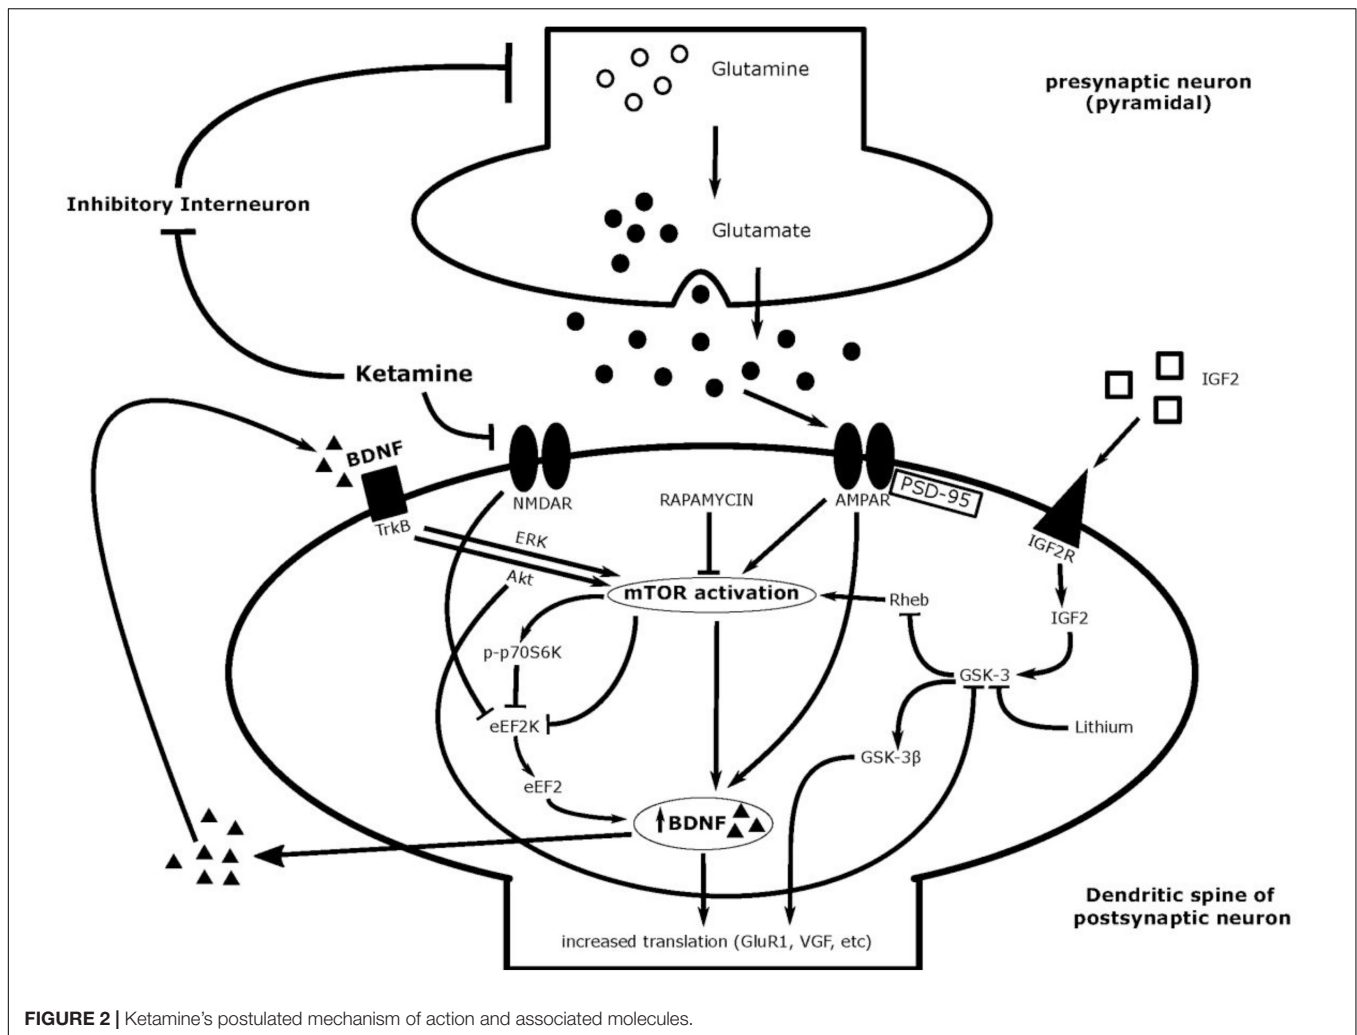 Glutamine
presynaptic neuron
(pyramidal)
Inhibitory Interneuron
Glutamate
Ketamine
IGF2
BDNF
TrkB
NMDAR
RAPAMYCIN
AMPAR
PSD-95
IGF2R
ERK
Akt
mTOR activation
Rheb
IGF2
p-p70S6K
GSK-3
eEF2K
Lithium
GSK-3β
eEF2
BDNF
Dendritic spine of
postsynaptic neuron
increased translation (GluR1, VGF, etc)
FIGURE 2 | Ketamine's postulated mechanism of action and associated molecules.